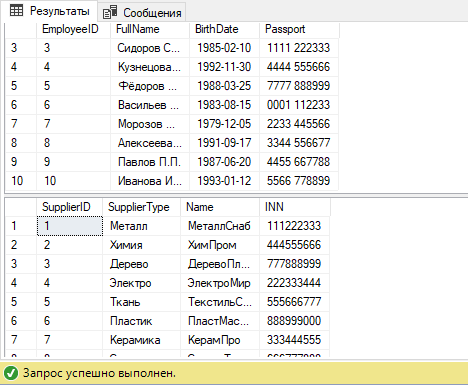 Результаты Сообщения
EmployeeID FullName BirthDate Passport
3 3 Сидоров С... 1985-02-10 1111 222333
4 4 Кузнецова... 1992-11-30 4444 555666
5 5 Фёдоров ... 1988-03-25 7777 888999
6 6 Васильев ... 1983-08-15 0001 112233
7 7 Морозов ... 1979-12-05 2233 445566
8 8 Алексеева... 1991-09-17 3344 556677
9 9 Павлов П.П. 1987-06-20 4455 667788
10 10 Иванова И... 1993-01-12 5566 778899
SupplierID SupplierType Name INN
1 1 Металл МеталлСнаб 111222333
2 2 Химия ХимПром 444555666
3 3 Дерево ДеревоПл... 777888999
4 4 Электро ЭлектроМир 222333444
5 5 Ткань ТекстильС... 555666777
6 6 Пластик ПластМас... 888999000
7 7 Керамика КерамПро 333444555
Запрос успешно выполнен.